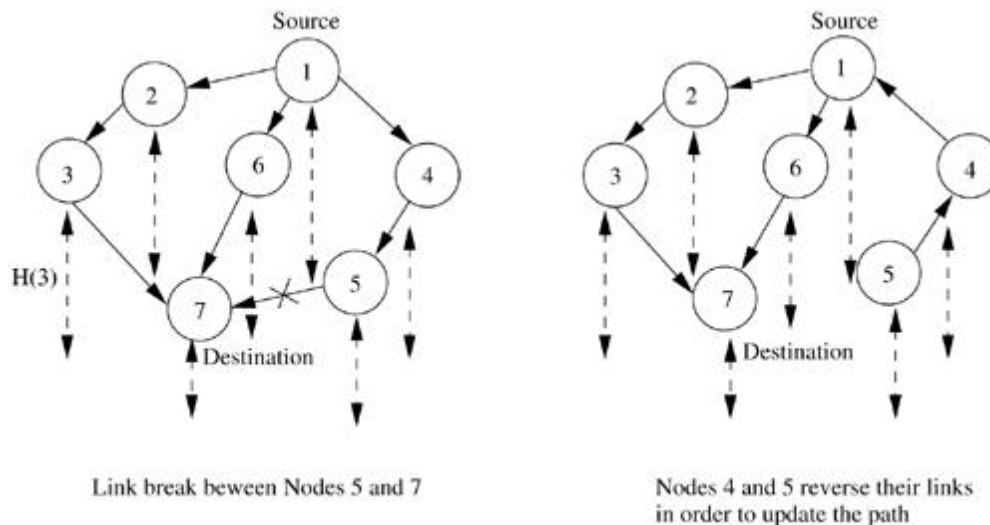 Source
1
2
3
6
4
H(3)
5
7
Destination
Link break beween Nodes 5 and 7
Source
1
2
3
6
4
5
7
Destination
Nodes 4 and 5 reverse their links
in order to update the path